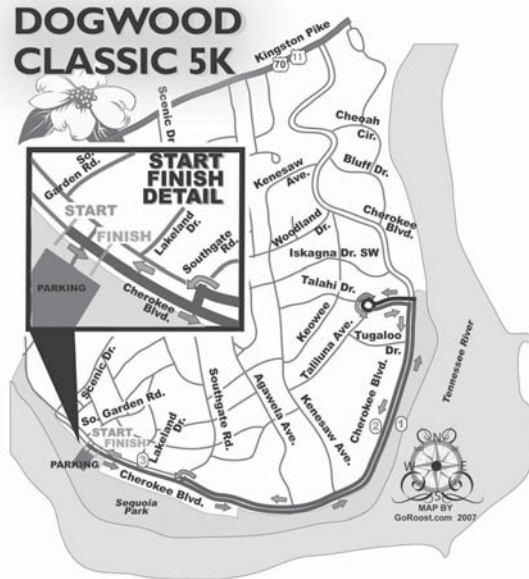 DOGWOOD
CLASSIC 5K
Kingston Pike
70
11
Scenic Dr.
Cheoah
Cir.
Bluff Dr.
Kenesaw
Ave.
Cherokee
Blvd.
Woodland
Dr.
Iskagna Dr. SW
Talahi Dr.
Keowee
Taliluna Ave.
Tugaloo
Dr.
START
FINISH
DETAIL
So.
Garden Rd.
START
FINISH
Lakeland
Dr.
Southgate
Rd.
PARKING
Cherokee
Blvd.
Tennessee River
Scenic Dr.
So. Garden Rd.
START
FINISH
3
Lakeland
Dr.
Southgate Rd.
Agawela Ave.
Kenesaw Ave.
Cherokee Blvd.
2
1
PARKING
Cherokee Blvd.
Sequoia
Park
N
W
E
S
MAP BY
GoRoost.com 2007